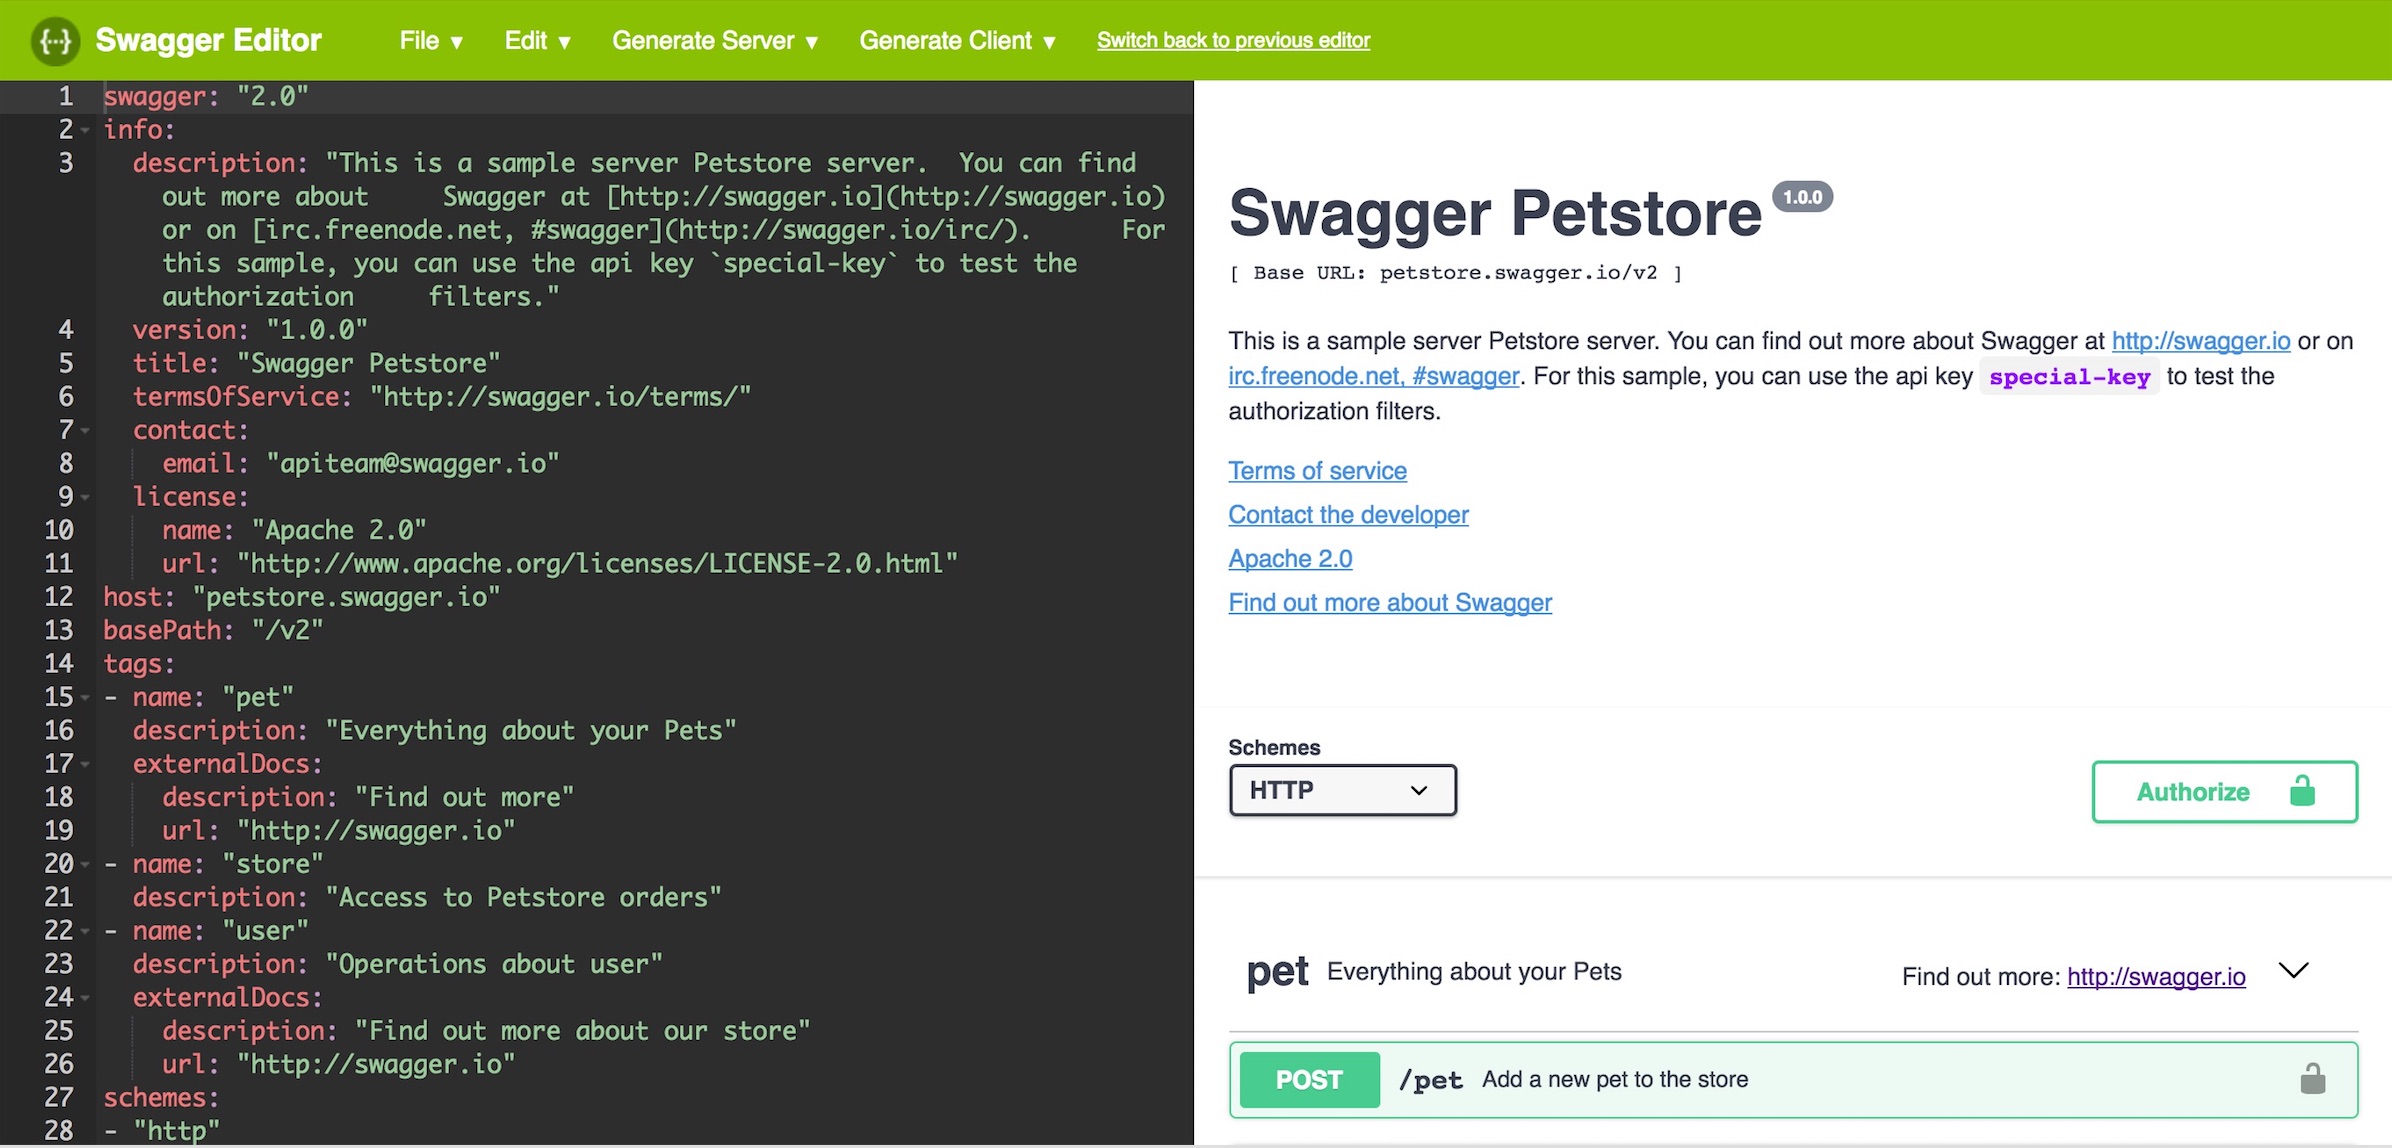 {··} Swagger Editor File ▾ Edit ▾ Generate Server ▾ Generate Client ▾ Switch back to previous editor
1 swagger: "2.0"
2 info:
3 description: "This is a sample server Petstore server.  You can find
out more about     Swagger at [http://swagger.io](http://swagger.io)
or on [irc.freenode.net, #swagger](http://swagger.io/irc/).      For
this sample, you can use the api key `special-key` to test the
authorization     filters."
4 version: "1.0.0"
5 title: "Swagger Petstore"
6 termsOfService: "http://swagger.io/terms/"
7 contact:
8 email: "apiteam@swagger.io"
9 license:
10 name: "Apache 2.0"
11 url: "http://www.apache.org/licenses/LICENSE-2.0.html"
12 host: "petstore.swagger.io"
13 basePath: "/v2"
14 tags:
15 - name: "pet"
16 description: "Everything about your Pets"
17 externalDocs:
18 description: "Find out more"
19 url: "http://swagger.io"
20 - name: "store"
21 description: "Access to Petstore orders"
22 - name: "user"
23 description: "Operations about user"
24 externalDocs:
25 description: "Find out more about our store"
26 url: "http://swagger.io"
27 schemes:
28 - "http"
Swagger Petstore 1.0.0
[ Base URL: petstore.swagger.io/v2 ]
This is a sample server Petstore server. You can find out more about Swagger at http://swagger.io or on
irc.freenode.net, #swagger. For this sample, you can use the api key special-key to test the
authorization filters.
Terms of service
Contact the developer
Apache 2.0
Find out more about Swagger
Schemes
HTTP
Authorize
pet Everything about your Pets Find out more: http://swagger.io
POST /pet Add a new pet to the store